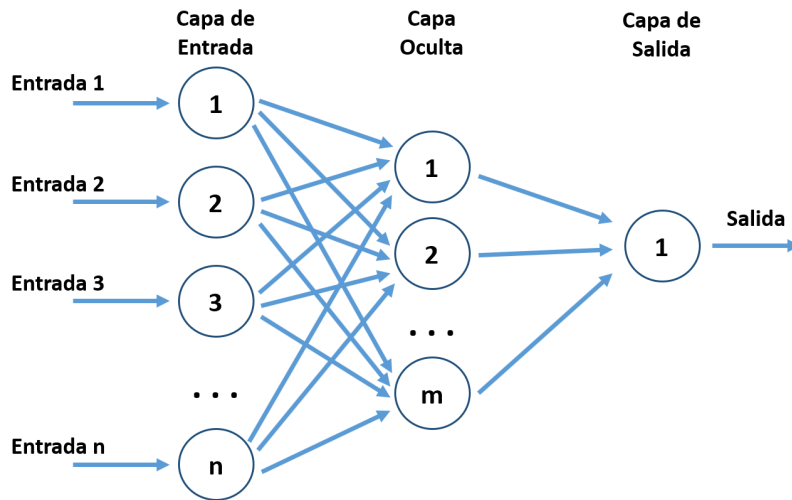 Capa de
Entrada
Capa
Oculta
Capa de
Salida
Entrada 1
1
Entrada 2
2
Entrada 3
3
. . .
Entrada n
n
1
2
. . .
m
1
Salida